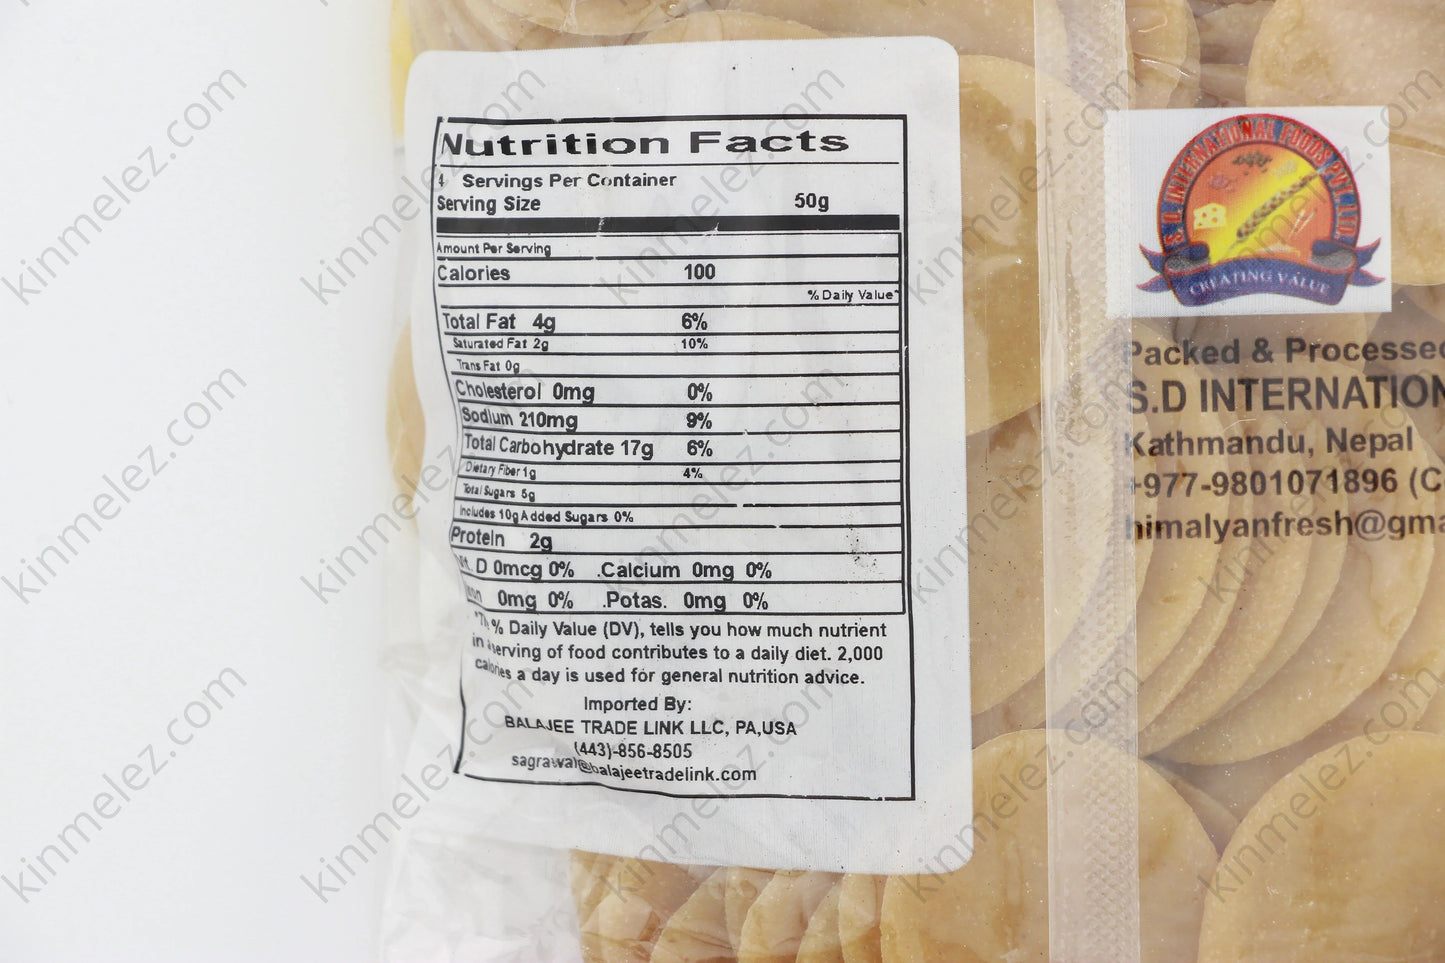 Nutrition Facts
4 Servings Per Container
Serving Size 50g
Amount Per Serving
Calories 100
% Daily Value*
Total Fat 4g 6%
Saturated Fat 2g 10%
Trans Fat 0g
Cholesterol 0mg 0%
Sodium 210mg 9%
Total Carbohydrate 17g 6%
Dietary Fiber 1g 4%
Total Sugars 5g
Includes 10g Added Sugars 0%
Protein 2g
D 0mcg 0% .Calcium 0mg 0%
0mg 0% .Potas. 0mg 0%
% Daily Value (DV), tells you how much nutrient
in serving of food contributes to a daily diet. 2,000
calories a day is used for general nutrition advice.
Imported By:
BALAJEE TRADE LINK LLC, PA,USA
(443)-856-8505
sagrawal@balajeetradelink.com
S. D. INTERNATIONAL FOODS PVT. LTD.
CREATING VALUE
Packed & Processed
S.D INTERNATION
Kathmandu, Nepal
+977-9801071896 (C
himalyanfresh@gma
kinmelez.com